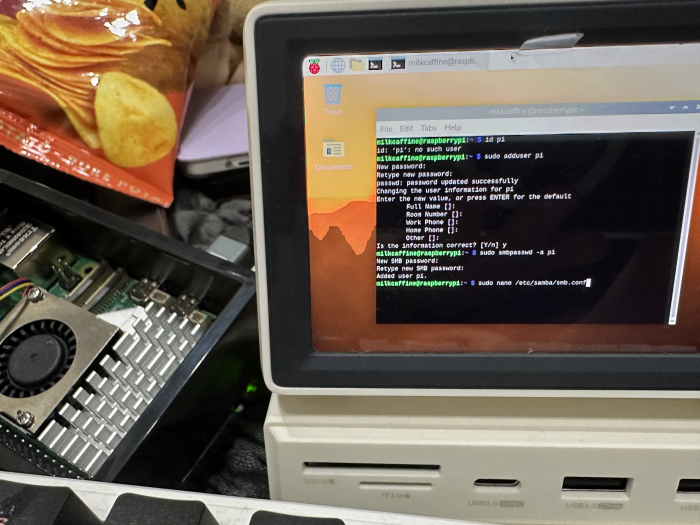 milkcaffine@raspb..
Trash
Documents
milkcaffine@raspberrypi: ~
File Edit Tabs Help
milkcaffine@raspberrypi:~ $ id pi
id: ‘pi’: no such user
milkcaffine@raspberrypi:~ $ sudo adduser pi
New password:
Retype new password:
passwd: password updated successfully
Changing the user information for pi
Enter the new value, or press ENTER for the default
Full Name []:
Room Number []:
Work Phone []:
Home Phone []:
Other []:
Is the information correct? [Y/n] y
milkcaffine@raspberrypi:~ $ sudo smbpasswd -a pi
New SMB password:
Retype new SMB password:
Added user pi.
milkcaffine@raspberrypi:~ $ sudo nano /etc/samba/smb.conf
USB3.0
USB3.0